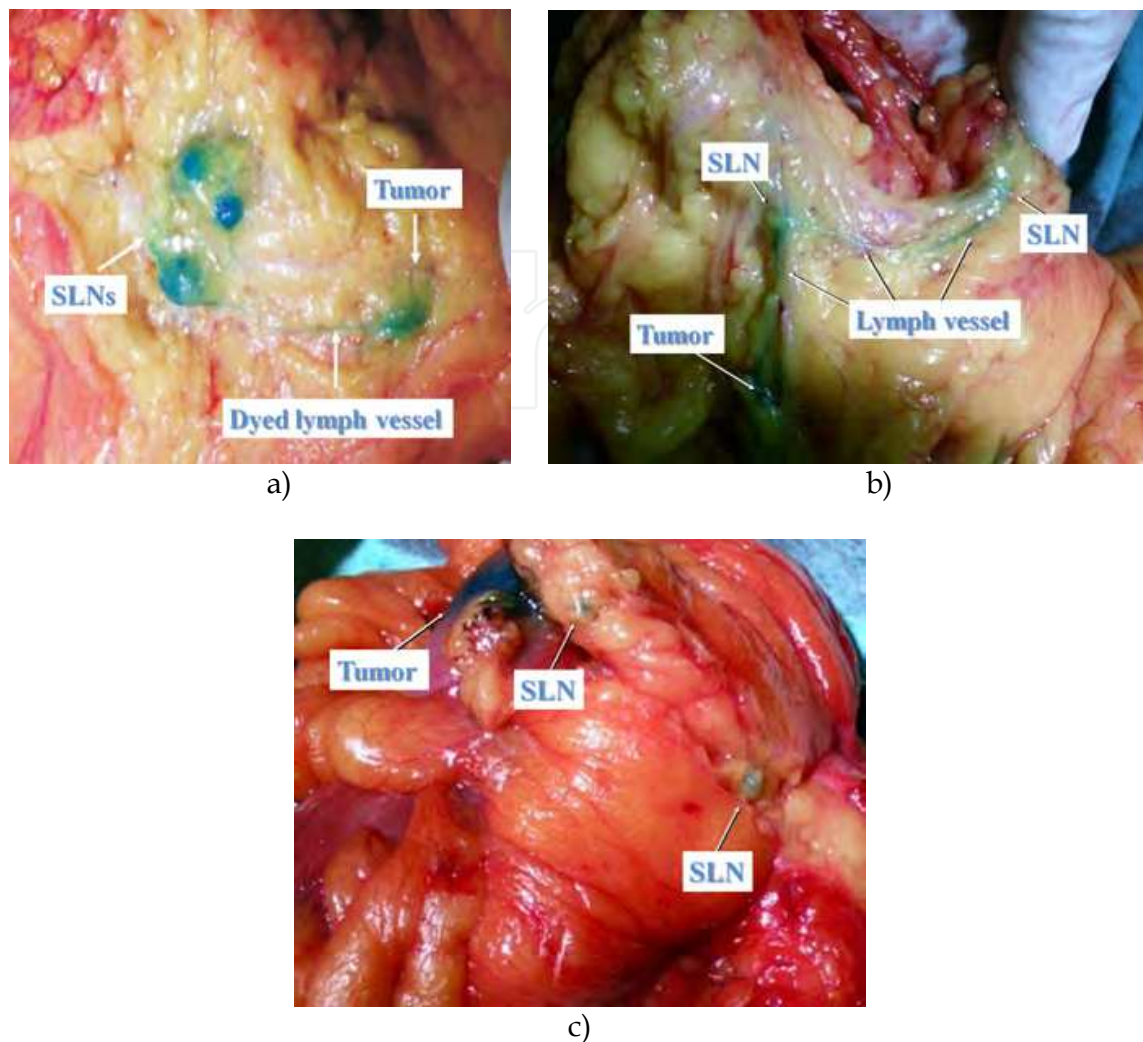 Tumor
SLNs
Dyed lymph vessel
a)
SLN
SLN
Lymph vessel
Tumor
b)
Tumor
SLN
SLN
c)